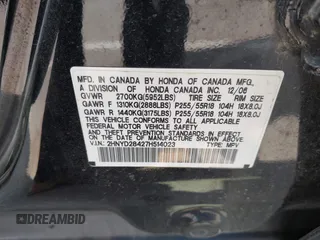 MFD. IN CANADA BY HONDA OF CANADA MFG.,
A DIVISION OF HONDA CANADA INC. 12/06
GVWR 2700KG(5952LBS) TIRE SIZE RIM SIZE
GAWR F 1310KG(2888LBS) P255/55R18 104H 18X8.0J
GAWR R 1440KG(3175LBS) P255/55R18 104H 18X8.0J
THIS VEHICLE CONFORMS TO ALL APPLICABLE
FEDERAL MOTOR VEHICLE SAFETY AND
THEFT PREVENTION STANDARDS IN EFFECT ON
THE DATE OF MANUFACTURE SHOWN ABOVE.
V.I.N.: 2HNYD28427H514023 TYPE: MPV
DREAMBID